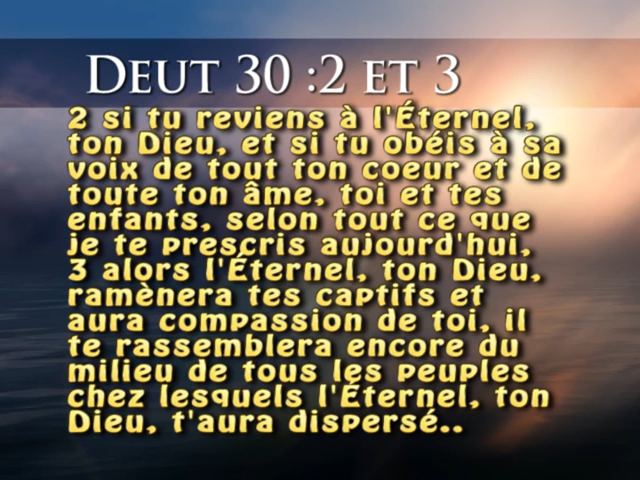 Deut 30 :2 et 3
2 si tu reviens à l'Éternel,
ton Dieu, et si tu obéis à sa
voix de tout ton coeur et de
toute ton âme, toi et tes
enfants, selon tout ce que
je te prescris aujourd'hui,
3 alors l'Éternel, ton Dieu,
ramènera tes captifs et
aura compassion de toi, il
te rassemblera encore du
milieu de tous les peuples
chez lesquels l'Éternel, ton
Dieu, t'aura dispersé..